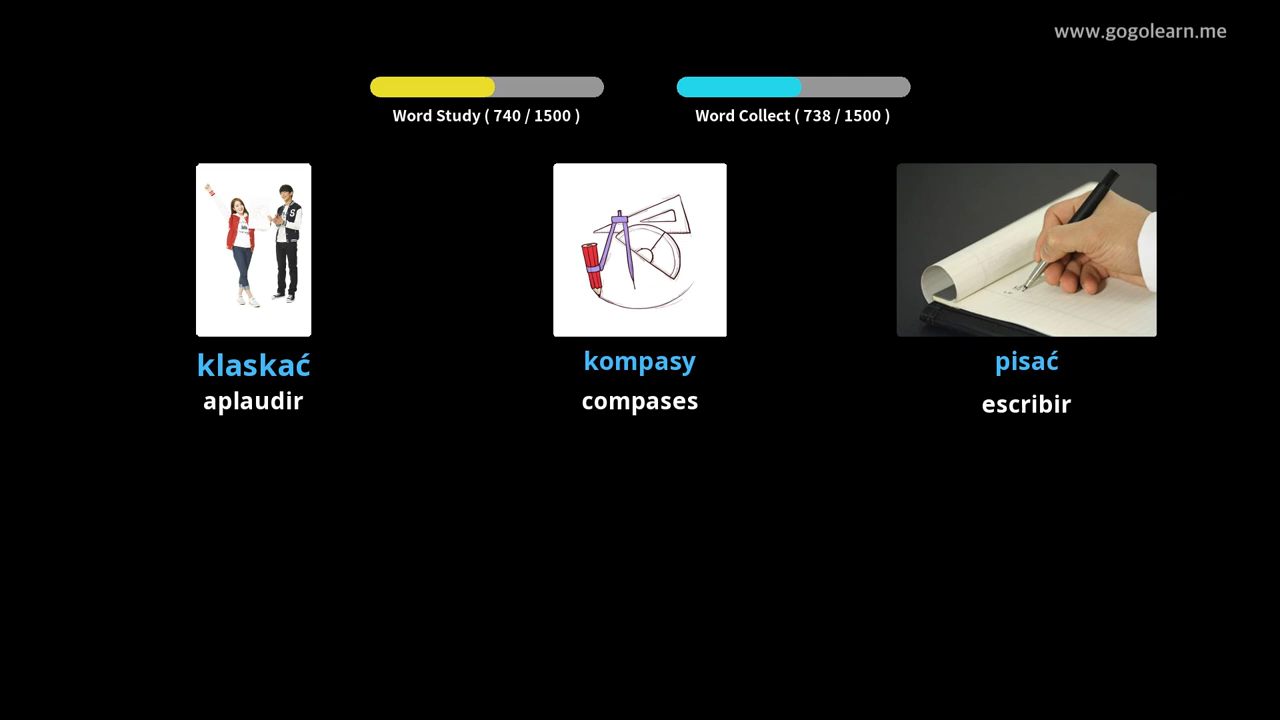 www.gogolearn.me
Word Study ( 740 / 1500 )
Word Collect ( 738 / 1500 )
klaskać
aplaudir
kompasy
compases
pisać
escribir